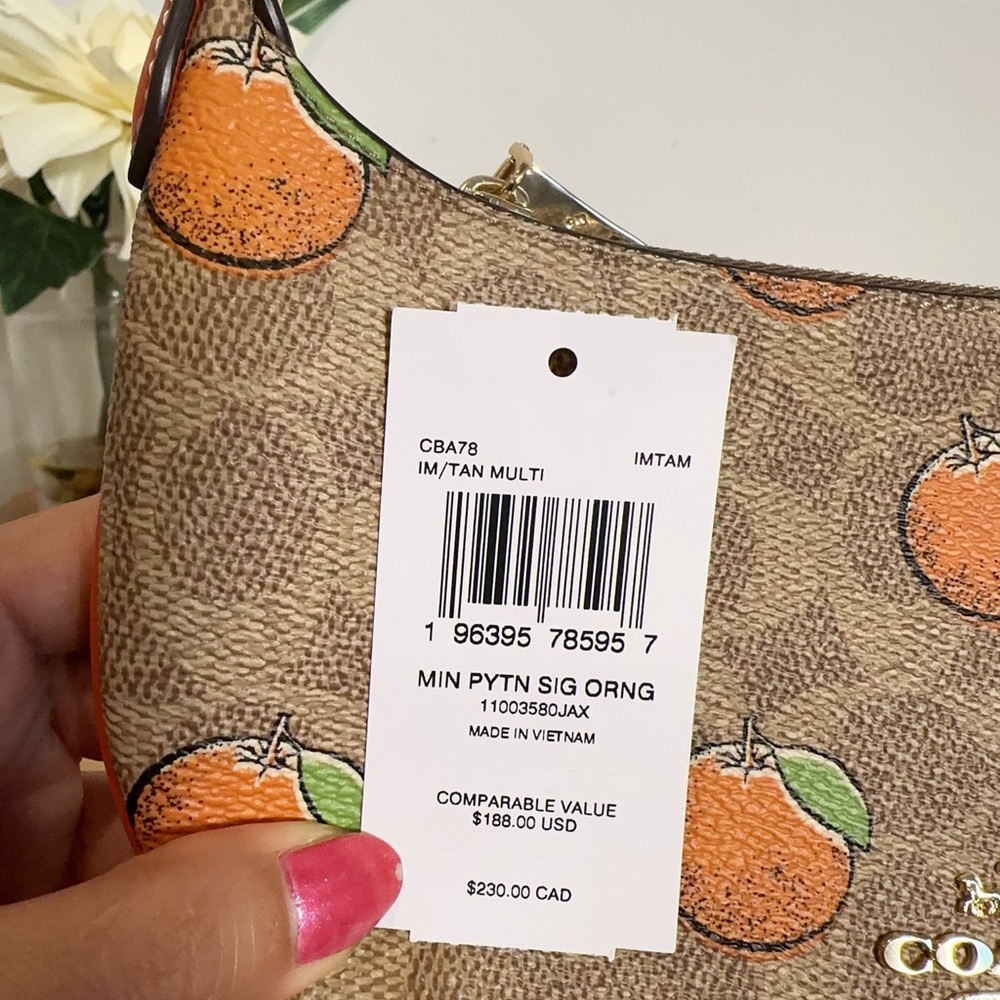 CBA78 IMTAM
IM/TAN MULTI
1 96395 78595 7
MIN PYTN SIG ORNG
11003580JAX
MADE IN VIETNAM
COMPARABLE VALUE
$188.00 USD
$230.00 CAD
CO